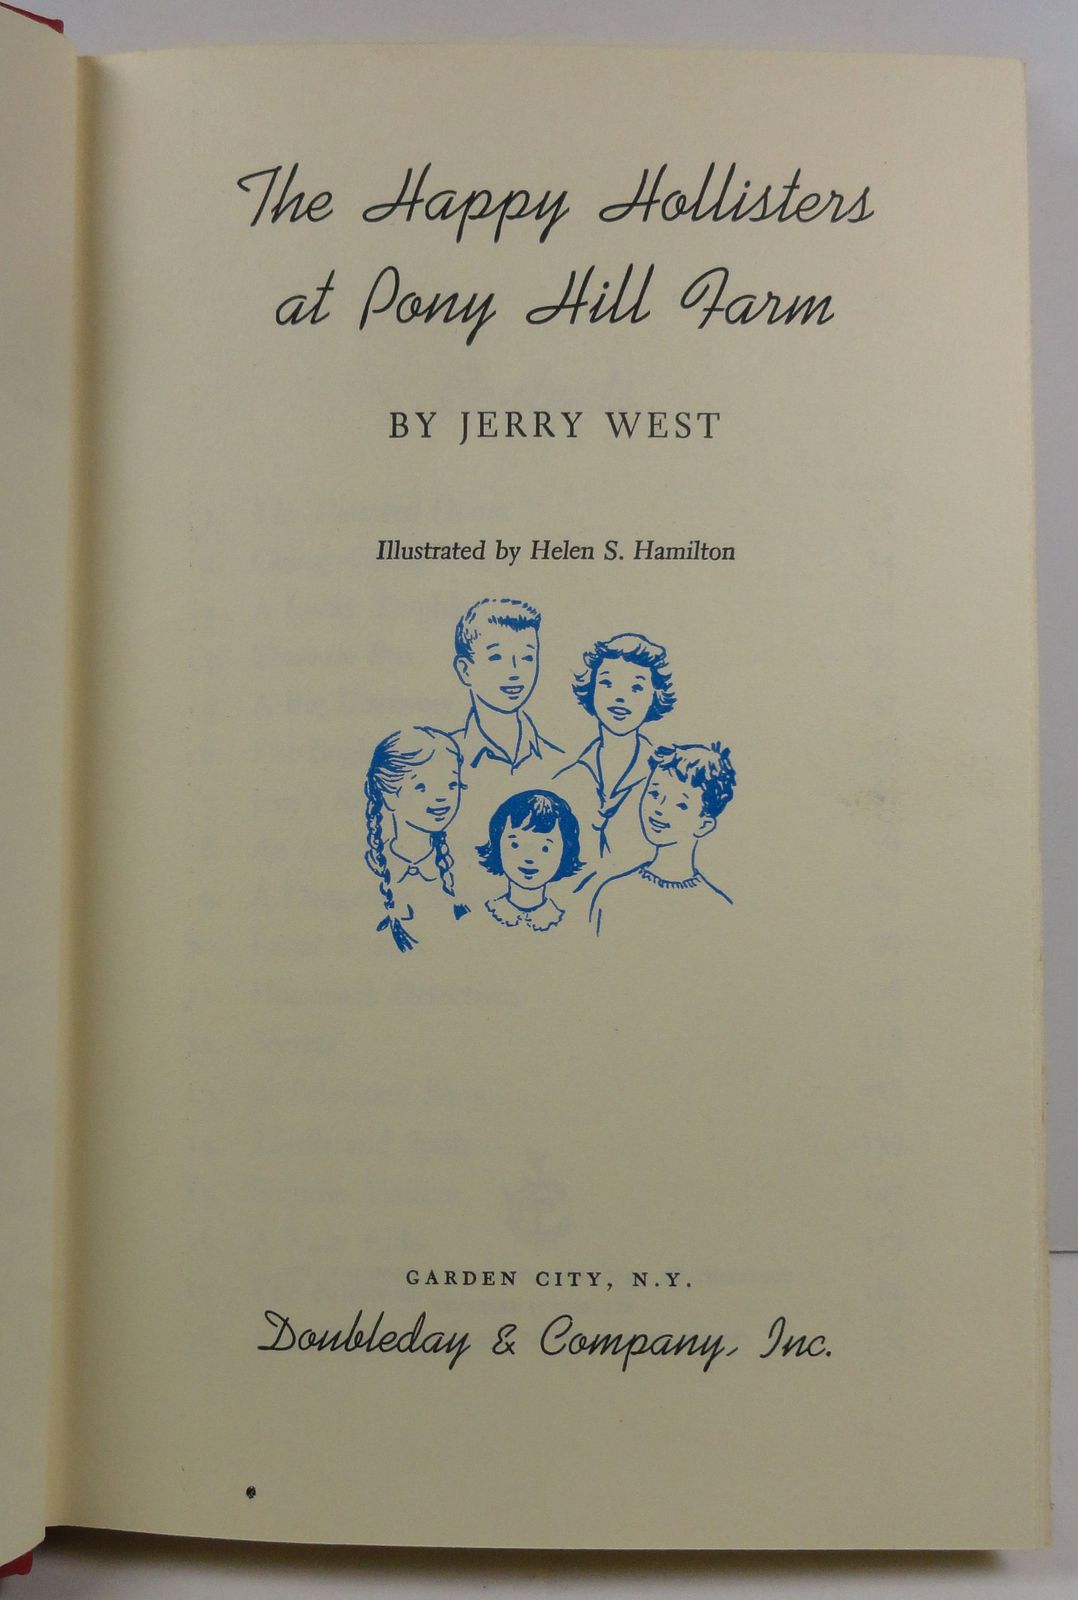 The Happy Hollisters
at Pony Hill Farm
BY JERRY WEST
Illustrated by Helen S. Hamilton
GARDEN CITY, N.Y.
Doubleday & Company, Inc.